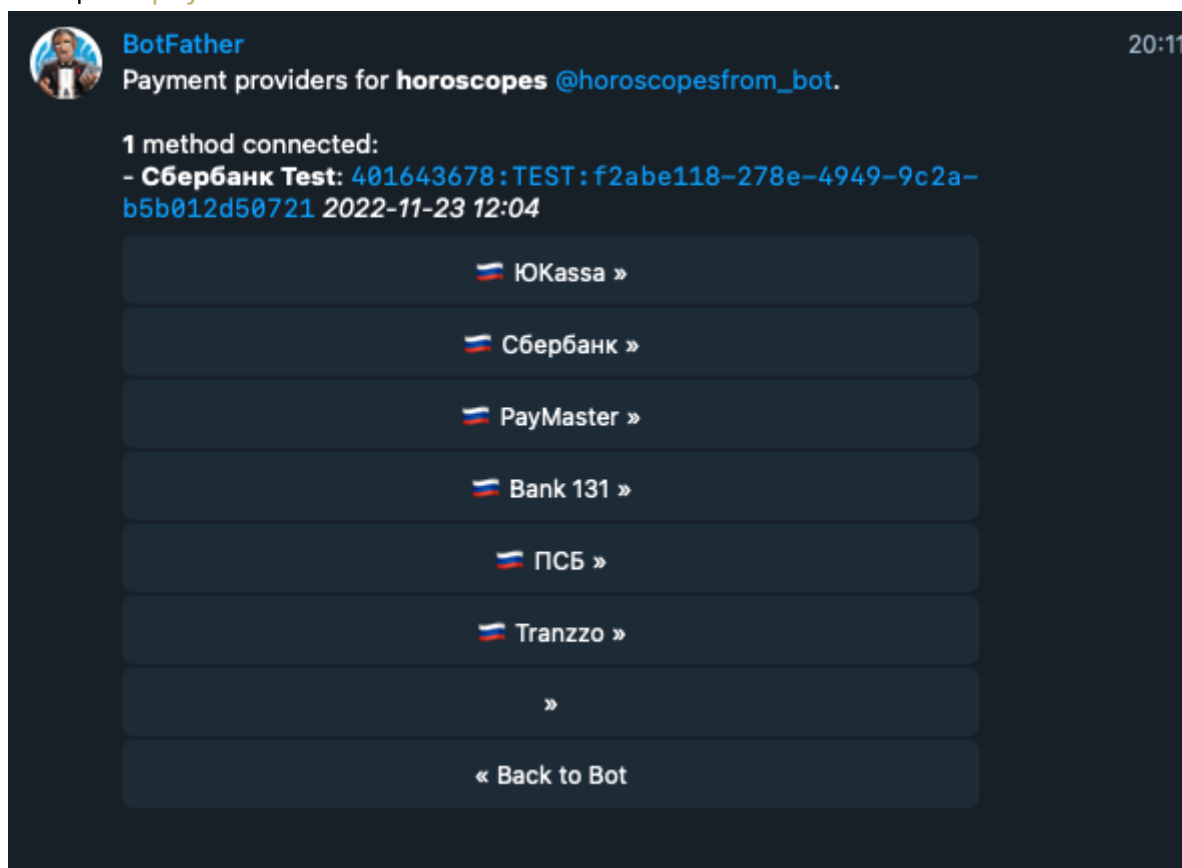 BotFather
20:11
Payment providers for horoscopes @horoscopesfrom_bot.
1 method connected:
- Сбербанк Test: 401643678:TEST:f2abe118-278e-4949-9c2a-
b5b012d50721 2022-11-23 12:04
ЮKassa »
Сбербанк »
PayMaster »
Bank 131 »
ПСБ »
Tranzzo »
»
« Back to Bot